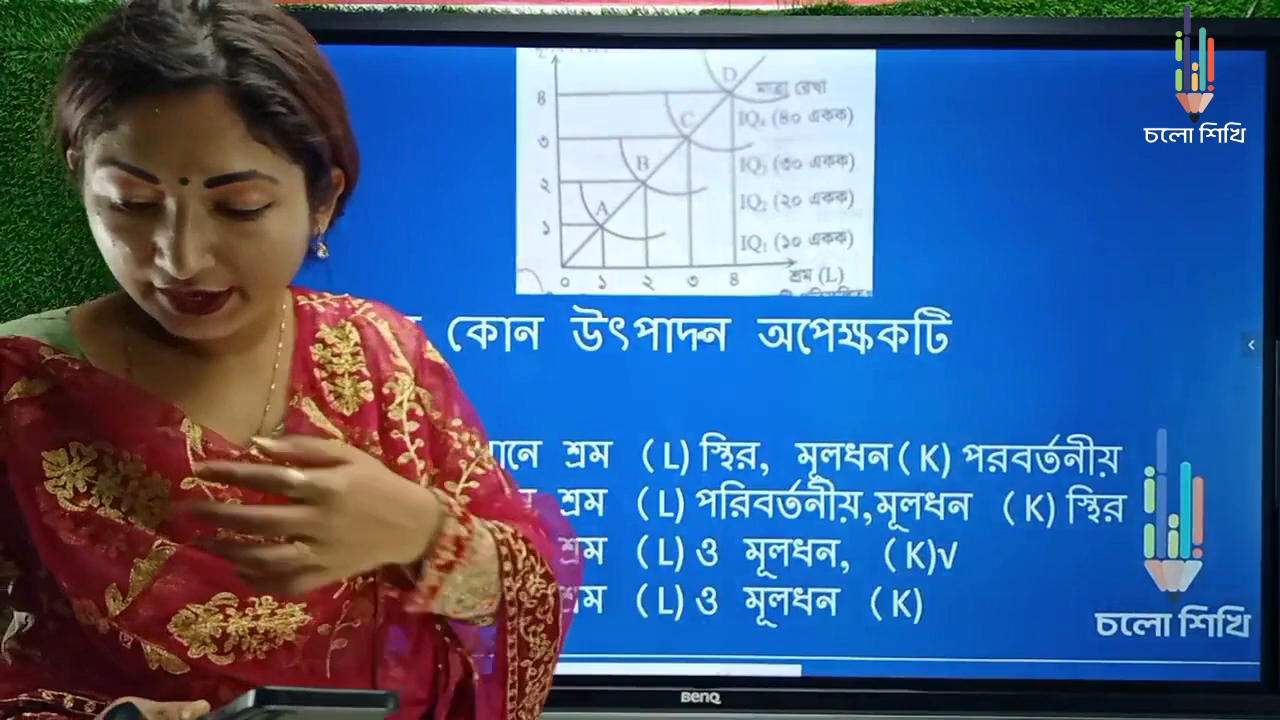 চলো শিখি
D
মাত্রা রেখা
৪
C
IQ₄ (৪০ একক)
৩
B
IQ₃ (৩০ একক)
২
A
IQ₂ (২০ একক)
১
IQ₁ (১০ একক)
০ ১ ২ ৩ ৪
শ্রম (L)
কোন উৎপাদন অপেক্ষকটি
শ্রম (L) স্থির, মূলধন (K) পরবর্তনীয়
শ্রম (L) পরিবর্তনীয়, মূলধন (K) স্থির
শ্রম (L) ও মূলধন, (K)√
শ্রম (L) ও মূলধন (K)
চলো শিখি
BenQ